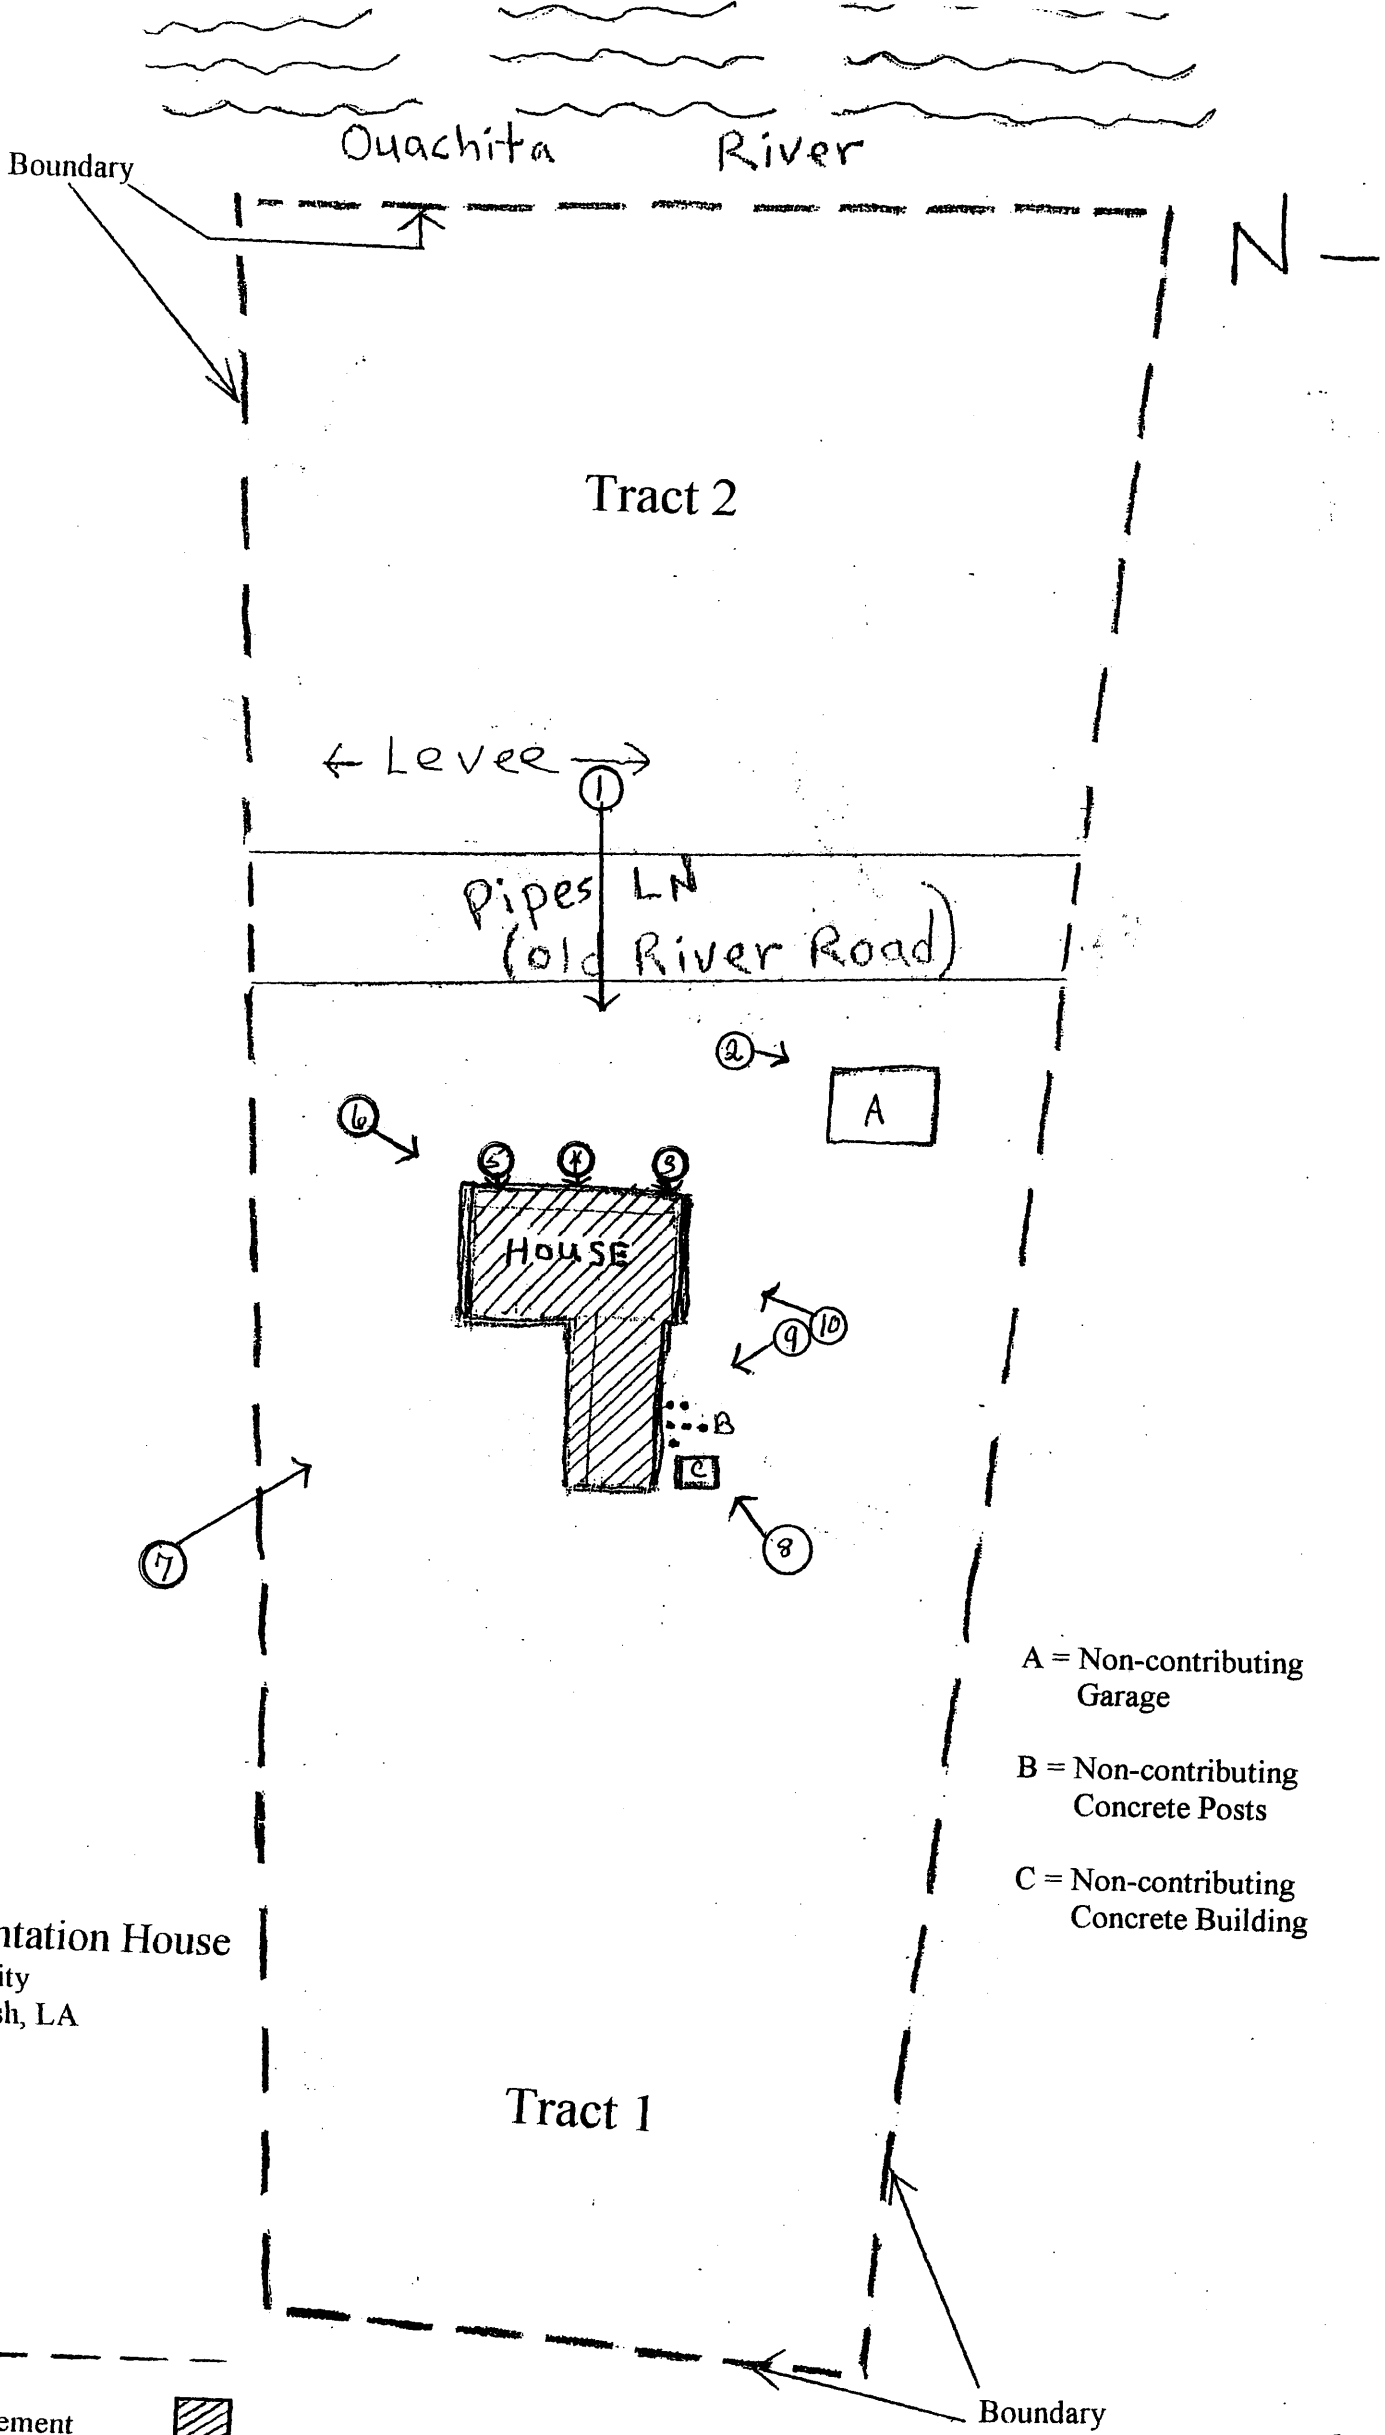 Ouachita River
Boundary
N
Tract 2
← Levee →
1
Pipes LN
(old River Road)
2
A
6
5 4 3
HOUSE
9 10
B
C
7
8
A = Non-contributing
Garage
B = Non-contributing
Concrete Posts
C = Non-contributing
Concrete Building
ntation House
ity
sh, LA
Tract 1
ement
Boundary